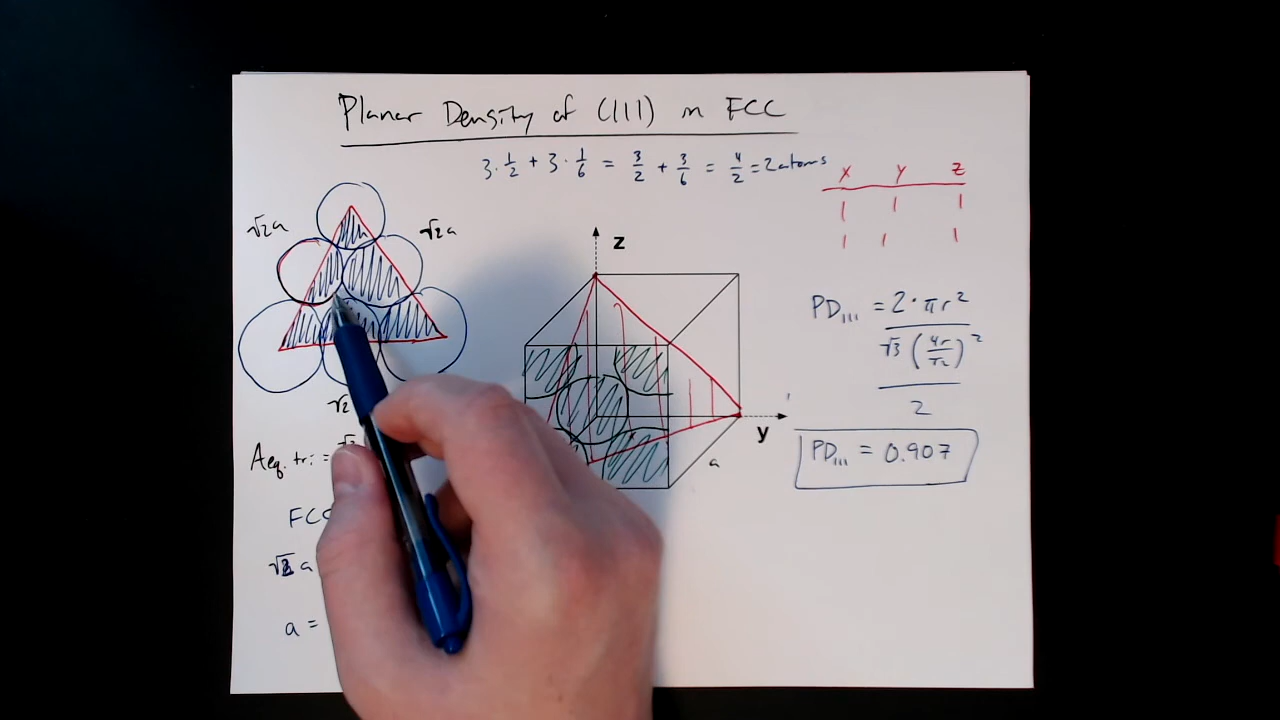 Planar Density of (111) in FCC
3·1/2 + 3·1/6 = 3/2 + 3/6 = 4/2 = 2 atoms
X Y Z
1 1 1
1 1 1
√2a √2a
z
PD₁₁₁ = 2·πr² / (√3 (4r/√2)² / 2)
√2
y
a
PD₁₁₁ = 0.907
Aeq. tri =
FCC
a
a =